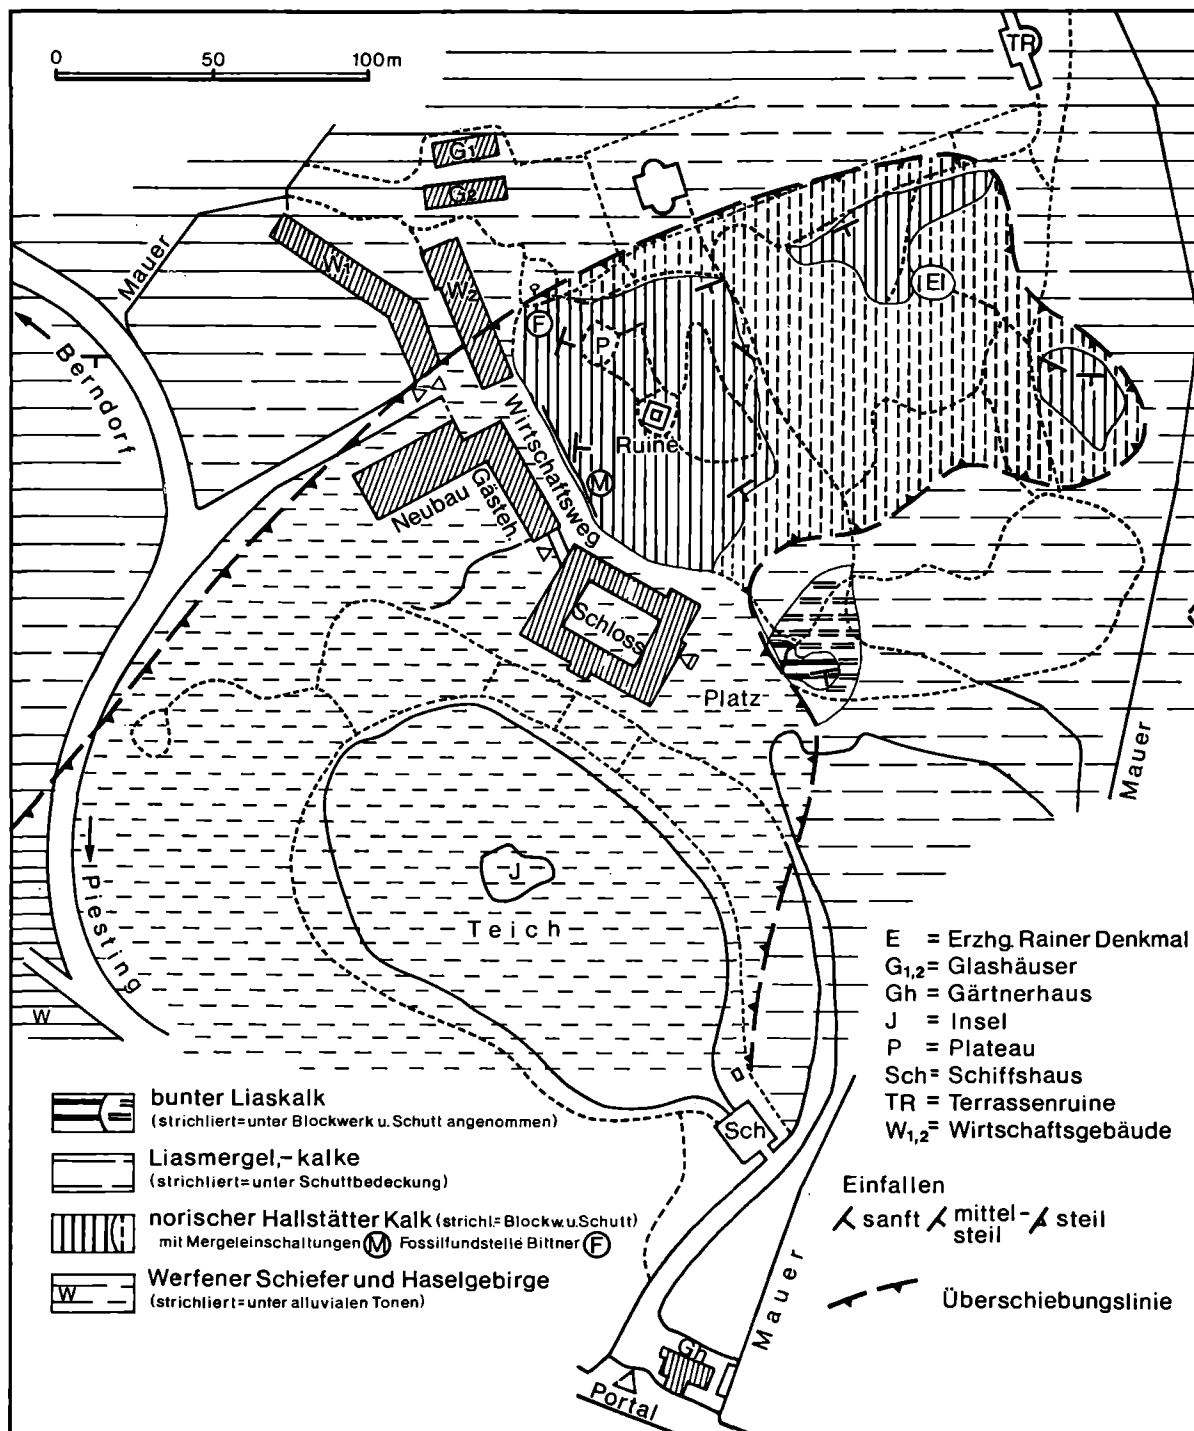 0 50 100m
TR
G1
G2
Mauer
W1
W2
F
P
El
Berndorf
Ruine
Wirtschaftsweg
M
Neubau
Gästeh.
Schloss
Platz
Mauer
J
Teich
Piesting
W
E = Erzhg. Rainer Denkmal
G1,2 = Glashäuser
Gh = Gärtnerhaus
J = Insel
P = Plateau
Sch = Schiffshaus
TR = Terrassenruine
W1,2 = Wirtschaftsgebäude
Sch
bunter Liaskalk
(strichliert=unter Blockwerk u. Schutt angenommen)
Liasmergel,-kalke
(strichliert=unter Schuttbedeckung)
norischer Hallstätter Kalk (strichl.=Blockw. u. Schutt)
mit Mergeleinschaltungen M Fossilfundstelle Bittner F
W Werfener Schiefer und Haselgebirge
(strichliert=unter alluvialen Tonen)
Einfallen
sanft mittel-steil steil
Überschiebungslinie
Mauer
Gh
Portal